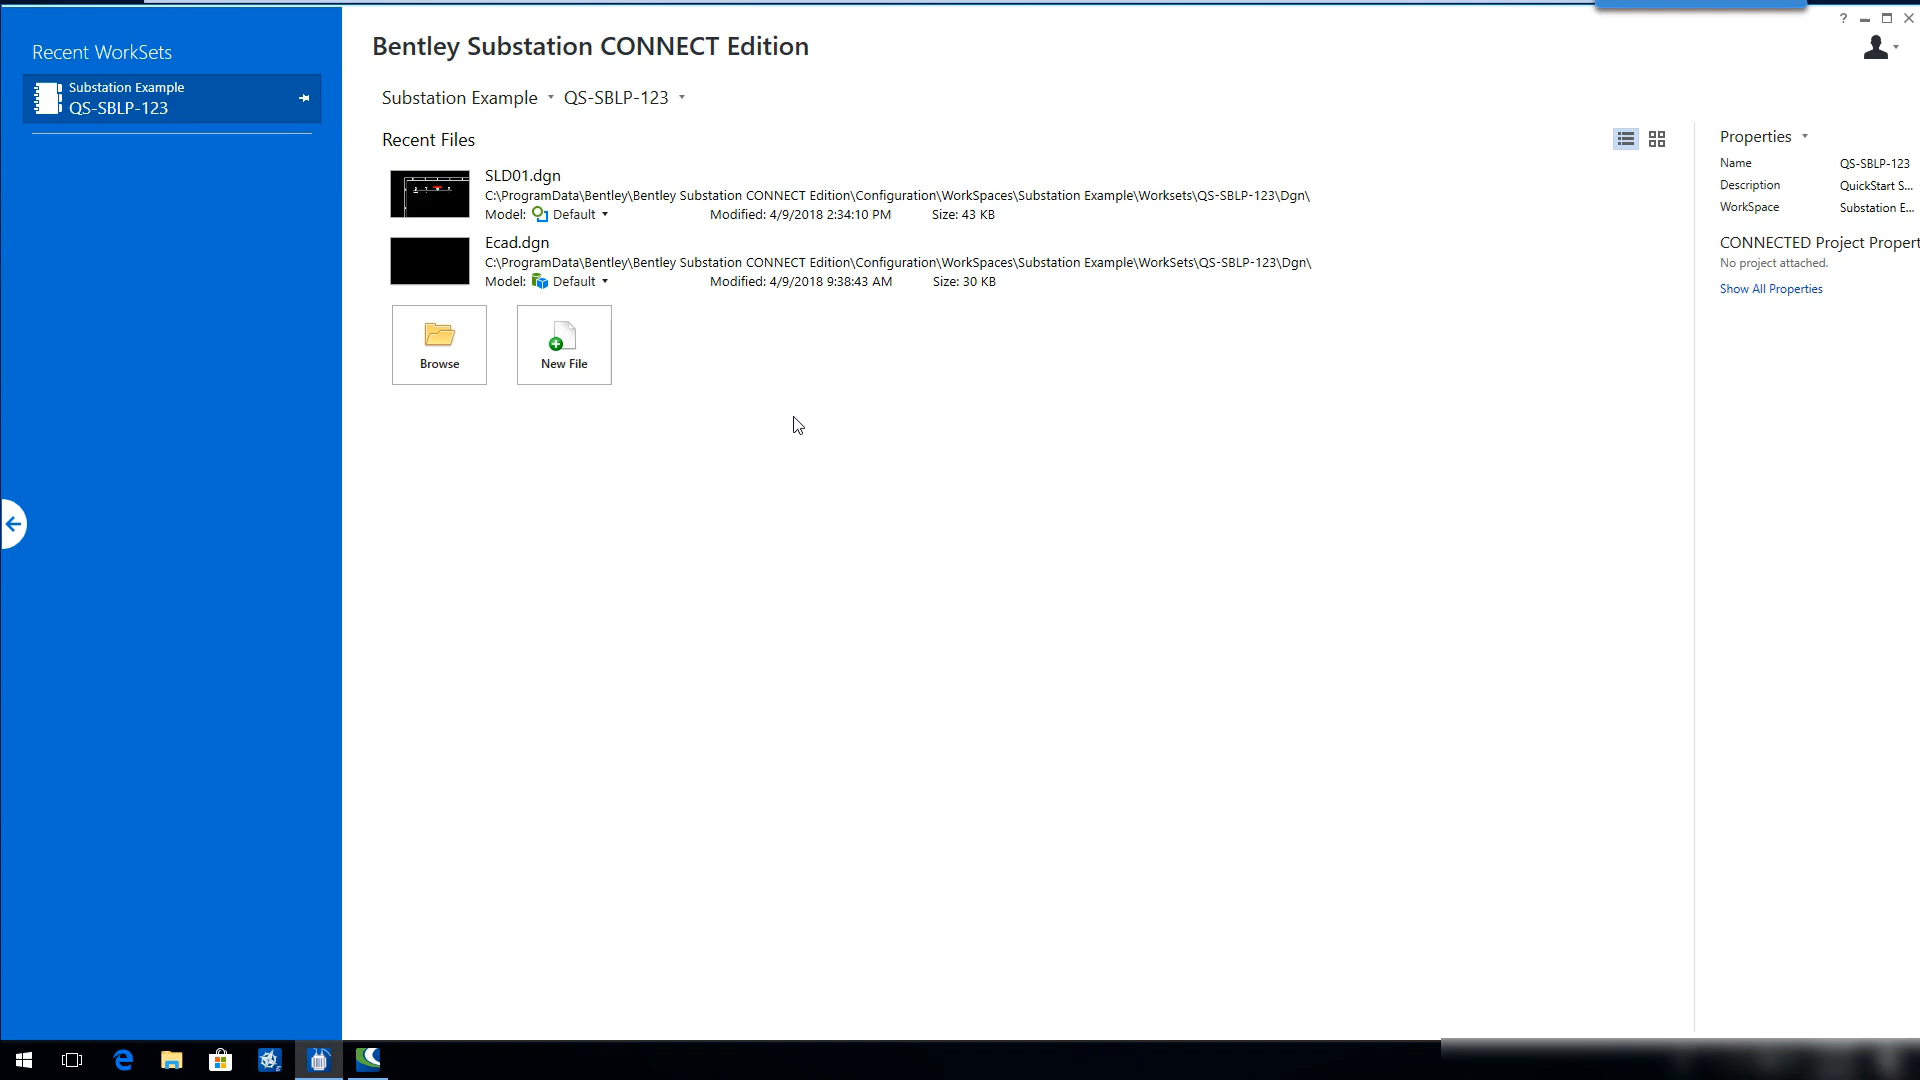 Recent WorkSets
Substation Example
QS-SBLP-123
Bentley Substation CONNECT Edition
Substation Example QS-SBLP-123
Recent Files
SLD01.dgn
C:\ProgramData\Bentley\Bentley Substation CONNECT Edition\Configuration\WorkSpaces\Substation Example\Worksets\QS-SBLP-123\Dgn\
Model: Default Modified: 4/9/2018 2:34:10 PM Size: 43 KB
Ecad.dgn
C:\ProgramData\Bentley\Bentley Substation CONNECT Edition\Configuration\WorkSpaces\Substation Example\WorkSets\QS-SBLP-123\Dgn\
Model: Default Modified: 4/9/2018 9:38:43 AM Size: 30 KB
Browse
New File
?
Properties
Name QS-SBLP-123
Description QuickStart S...
WorkSpace Substation E...
CONNECTED Project Propert
No project attached.
Show All Properties